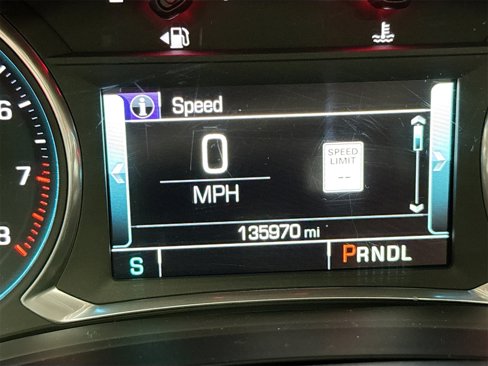 6
7
8
i Speed
0
MPH
SPEED
LIMIT
--
135970 mi
S
PRNDL